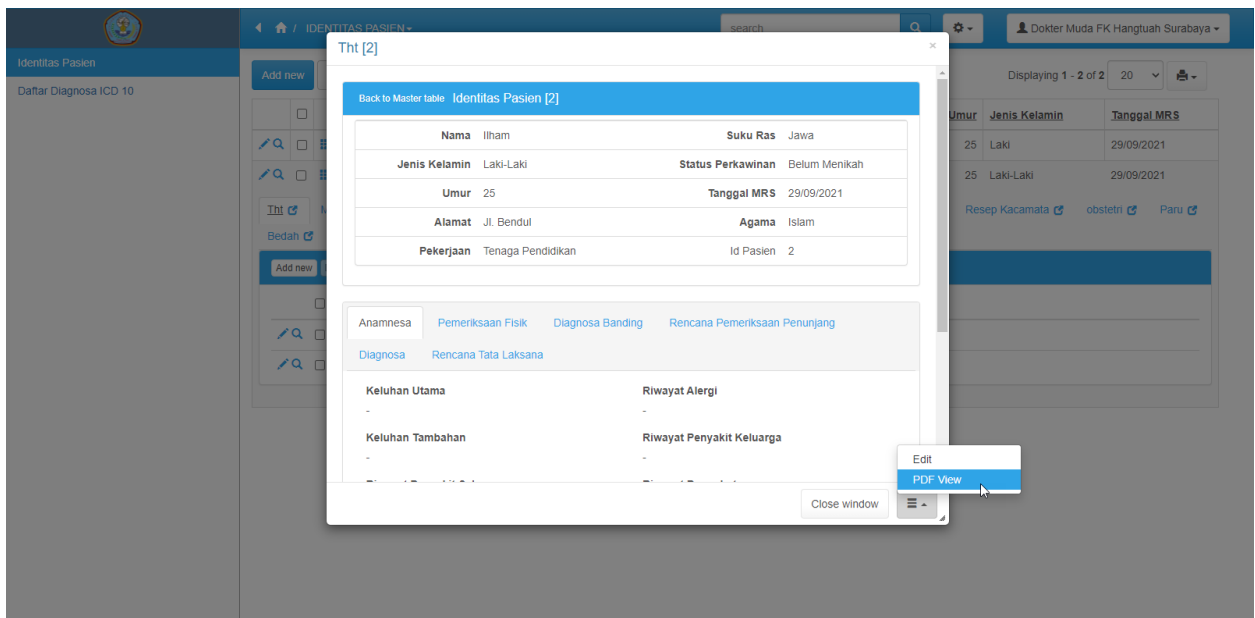 / IDENTITAS PASIEN
search
Dokter Muda FK Hangtuah Surabaya
Identitas Pasien
Daftar Diagnosa ICD 10
Add new
Displaying 1 - 2 of 2
20
Umur Jenis Kelamin Tanggal MRS
25 Laki 29/09/2021
25 Laki-Laki 29/09/2021
Tht
Resep Kacamata obstetri Paru
Bedah
Add new
Tht [2]
×
Back to Master table Identitas Pasien [2]
Nama Ilham Suku Ras Jawa
Jenis Kelamin Laki-Laki Status Perkawinan Belum Menikah
Umur 25 Tanggal MRS 29/09/2021
Alamat Jl. Bendul Agama Islam
Pekerjaan Tenaga Pendidikan Id Pasien 2
Anamnesa Pemeriksaan Fisik Diagnosa Banding Rencana Pemeriksaan Penunjang
Diagnosa Rencana Tata Laksana
Keluhan Utama Riwayat Alergi
- -
Keluhan Tambahan Riwayat Penyakit Keluarga
- -
Edit
PDF View
Close window